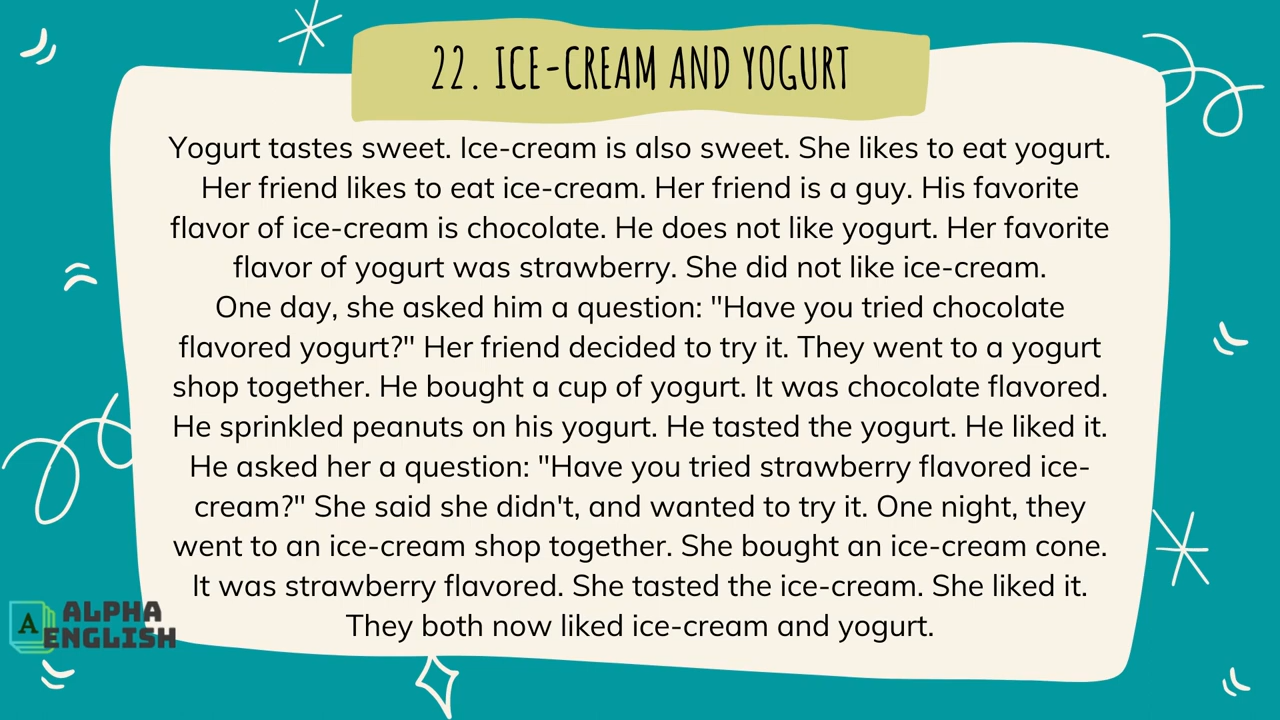 22. ICE-CREAM AND YOGURT
Yogurt tastes sweet. Ice-cream is also sweet. She likes to eat yogurt.
Her friend likes to eat ice-cream. Her friend is a guy. His favorite
flavor of ice-cream is chocolate. He does not like yogurt. Her favorite
flavor of yogurt was strawberry. She did not like ice-cream.
One day, she asked him a question: "Have you tried chocolate
flavored yogurt?" Her friend decided to try it. They went to a yogurt
shop together. He bought a cup of yogurt. It was chocolate flavored.
He sprinkled peanuts on his yogurt. He tasted the yogurt. He liked it.
He asked her a question: "Have you tried strawberry flavored ice-
cream?" She said she didn't, and wanted to try it. One night, they
went to an ice-cream shop together. She bought an ice-cream cone.
It was strawberry flavored. She tasted the ice-cream. She liked it.
They both now liked ice-cream and yogurt.
A ALPHA
ENGLISH